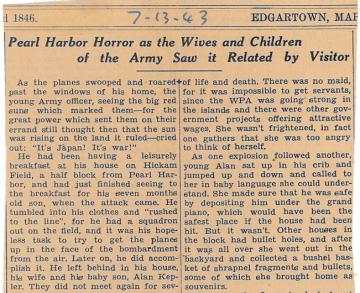 d 1846.
7-13-43
EDGARTOWN, MAR
Pearl Harbor Horror as the Wives and Children
of the Army Saw it Related by Visitor
As the planes swooped and roared
past the windows of his home, the
young Army officer, seeing the big red
suns which marked them—for the
great power which sent them on their
errand still thought then that the sun
was rising on the land it ruled—cried
out: "It's Japan! It's war!"
He had been having a leisurely
breakfast at his house on Hickam
Field, a half block from Pearl Har-
bor, and had just finished seeing to
the breakfast for his seven months
old son, when the attack came. He
tumbled into his clothes and "rushed
to the line", for he had a squadron
out on the field, and it was his hope-
less task to try to get the planes
up in the face of the bombardment
from the air. Later on, he did accom-
plish it. He left behind in his house,
his wife and his baby son, Alan Kep-
ler. They did not meet again for sev-
of life and death. There was no maid,
for it was impossible to get servants,
since the WPA was going strong in
the islands and there were other gov-
ernment projects offering attractive
wages. She wasn't frightened, in fact
one gathers that she was too angry
to think of herself.
As one explosion followed another,
young Alan sat up in his crib and
jumped up and down and called to
her in baby language she could under-
stand. She made sure that he was safe
by depositing him under the grand
piano, which would have been the
safest place if the house had been
hit. But it wasn't. Other houses in
the block had bullet holes, and after
it was all over she went out in the
backyard and collected a bushel bas-
ket of shrapnel fragments and bullets,
some of which she brought home as
souvenirs.